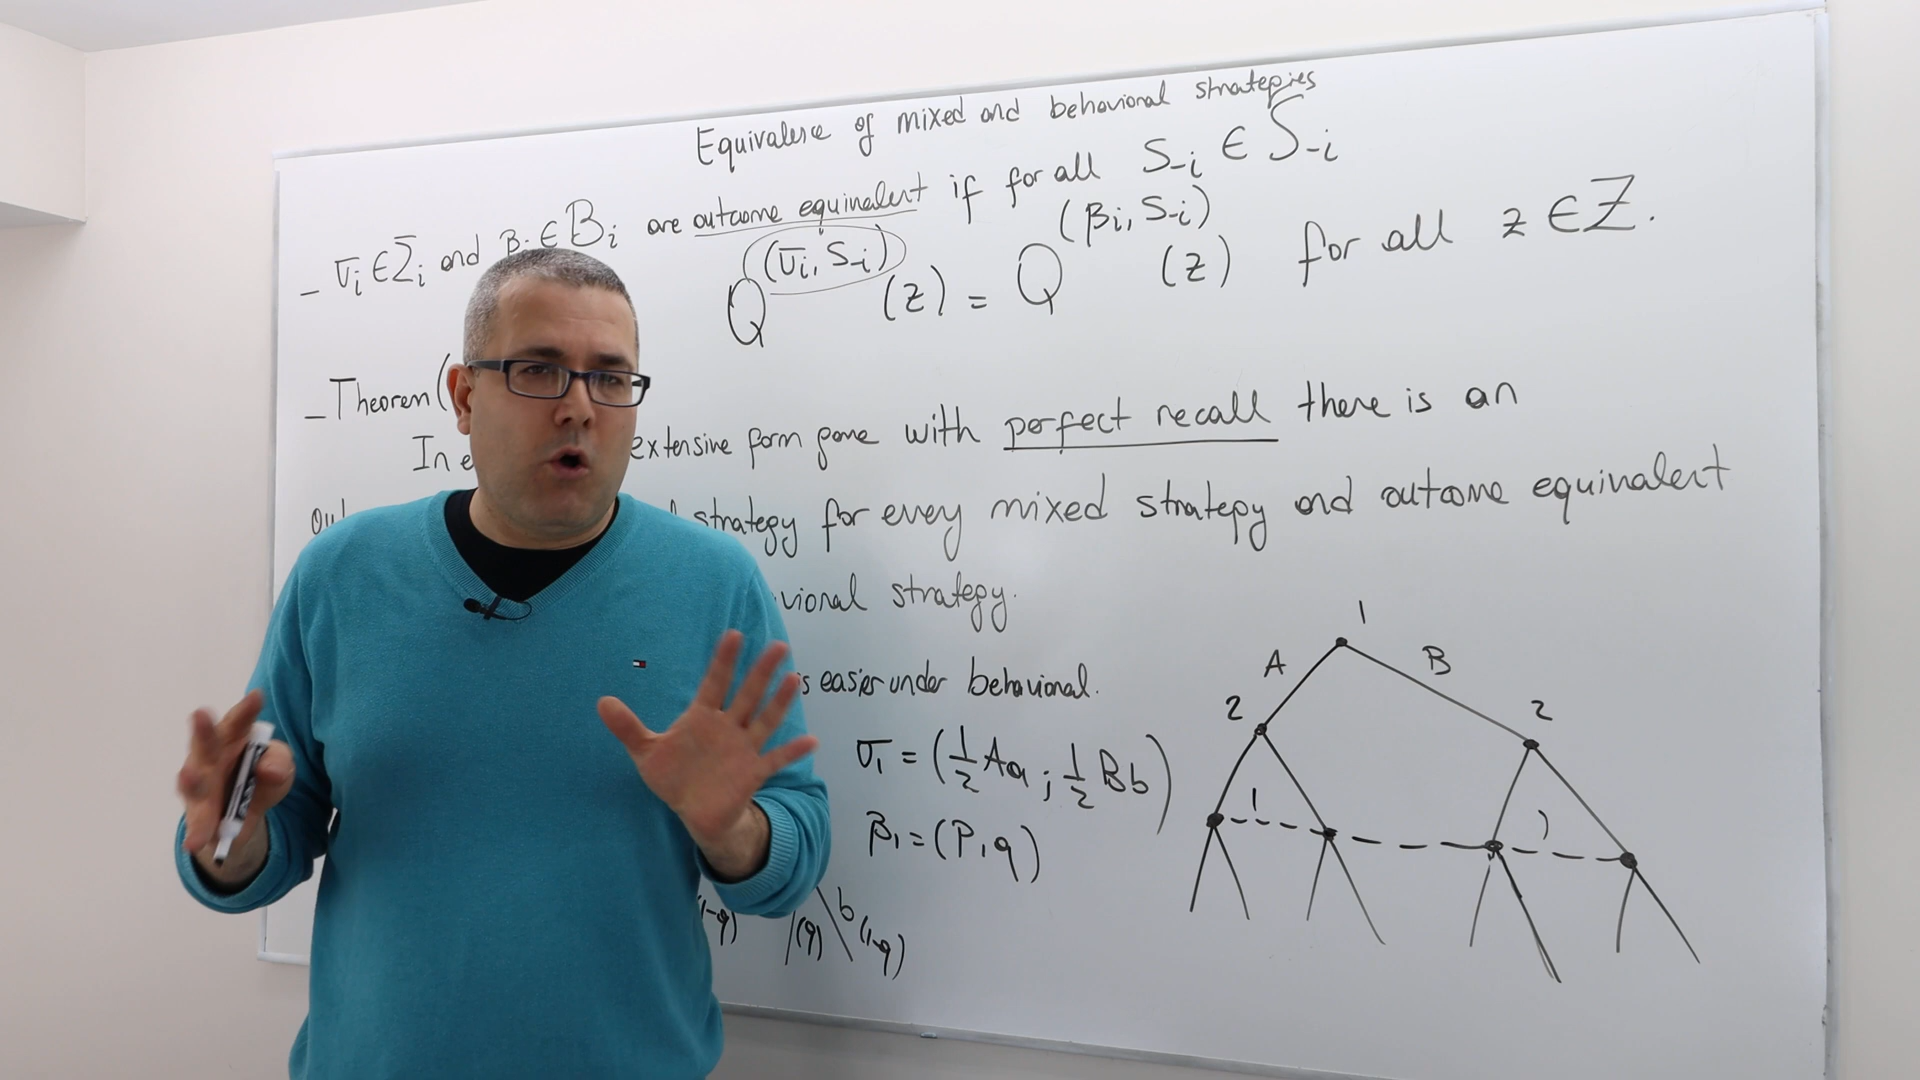 Equivalence of mixed and behavioral strategies
– σi ∈ Σi and βi ∈ Bi are outcome equivalent if for all S-i ∈ S-i
Q^(σi, S-i) (z) = Q^(βi, S-i) (z) for all z ∈ Z.
– Theorem (
In e extensive form game with perfect recall there is an
strategy for every mixed strategy and outcome equivalent
vioral strategy.
is easier under behavioral.
σ1 = (1/2 Aa ; 1/2 Bb)
β1 = (P, q)
(1-q) (q) b (1-q)
1
A B
2 2
1 1